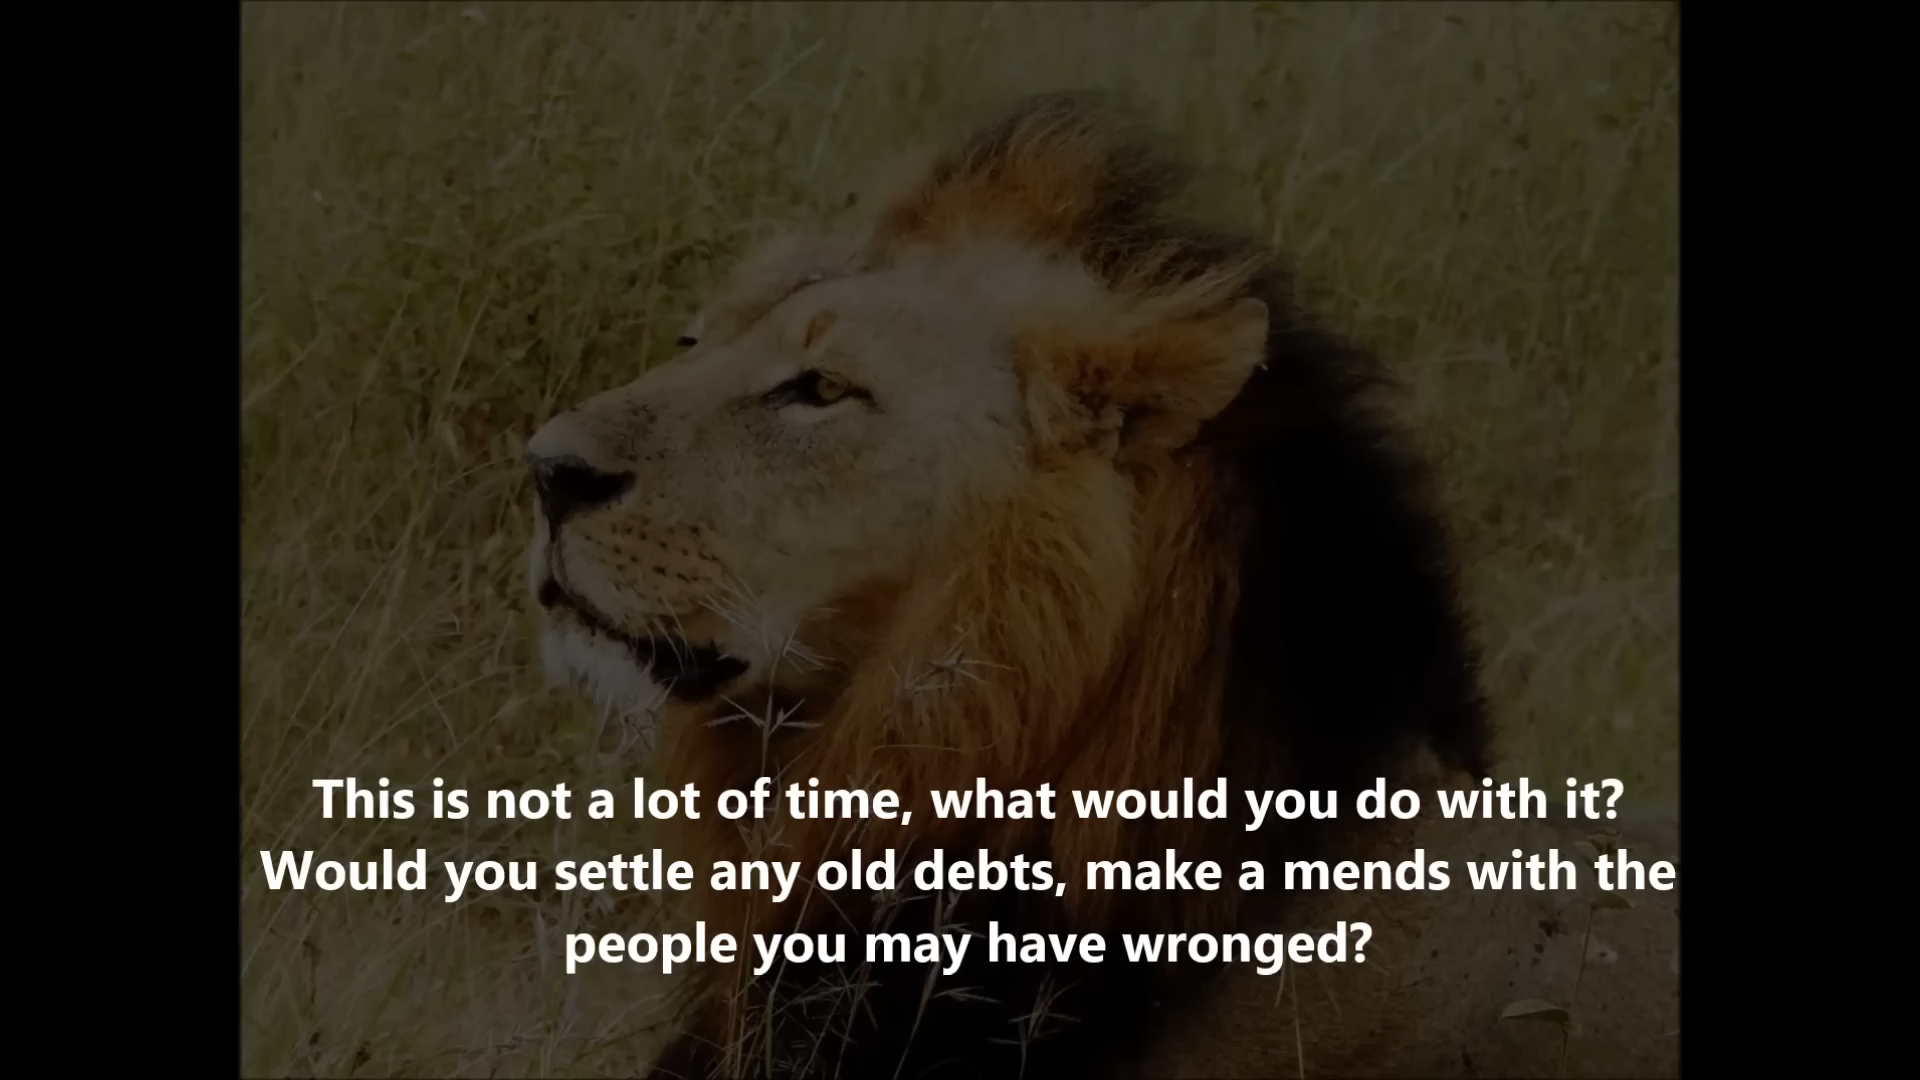 This is not a lot of time, what would you do with it?
Would you settle any old debts, make a mends with the
people you may have wronged?